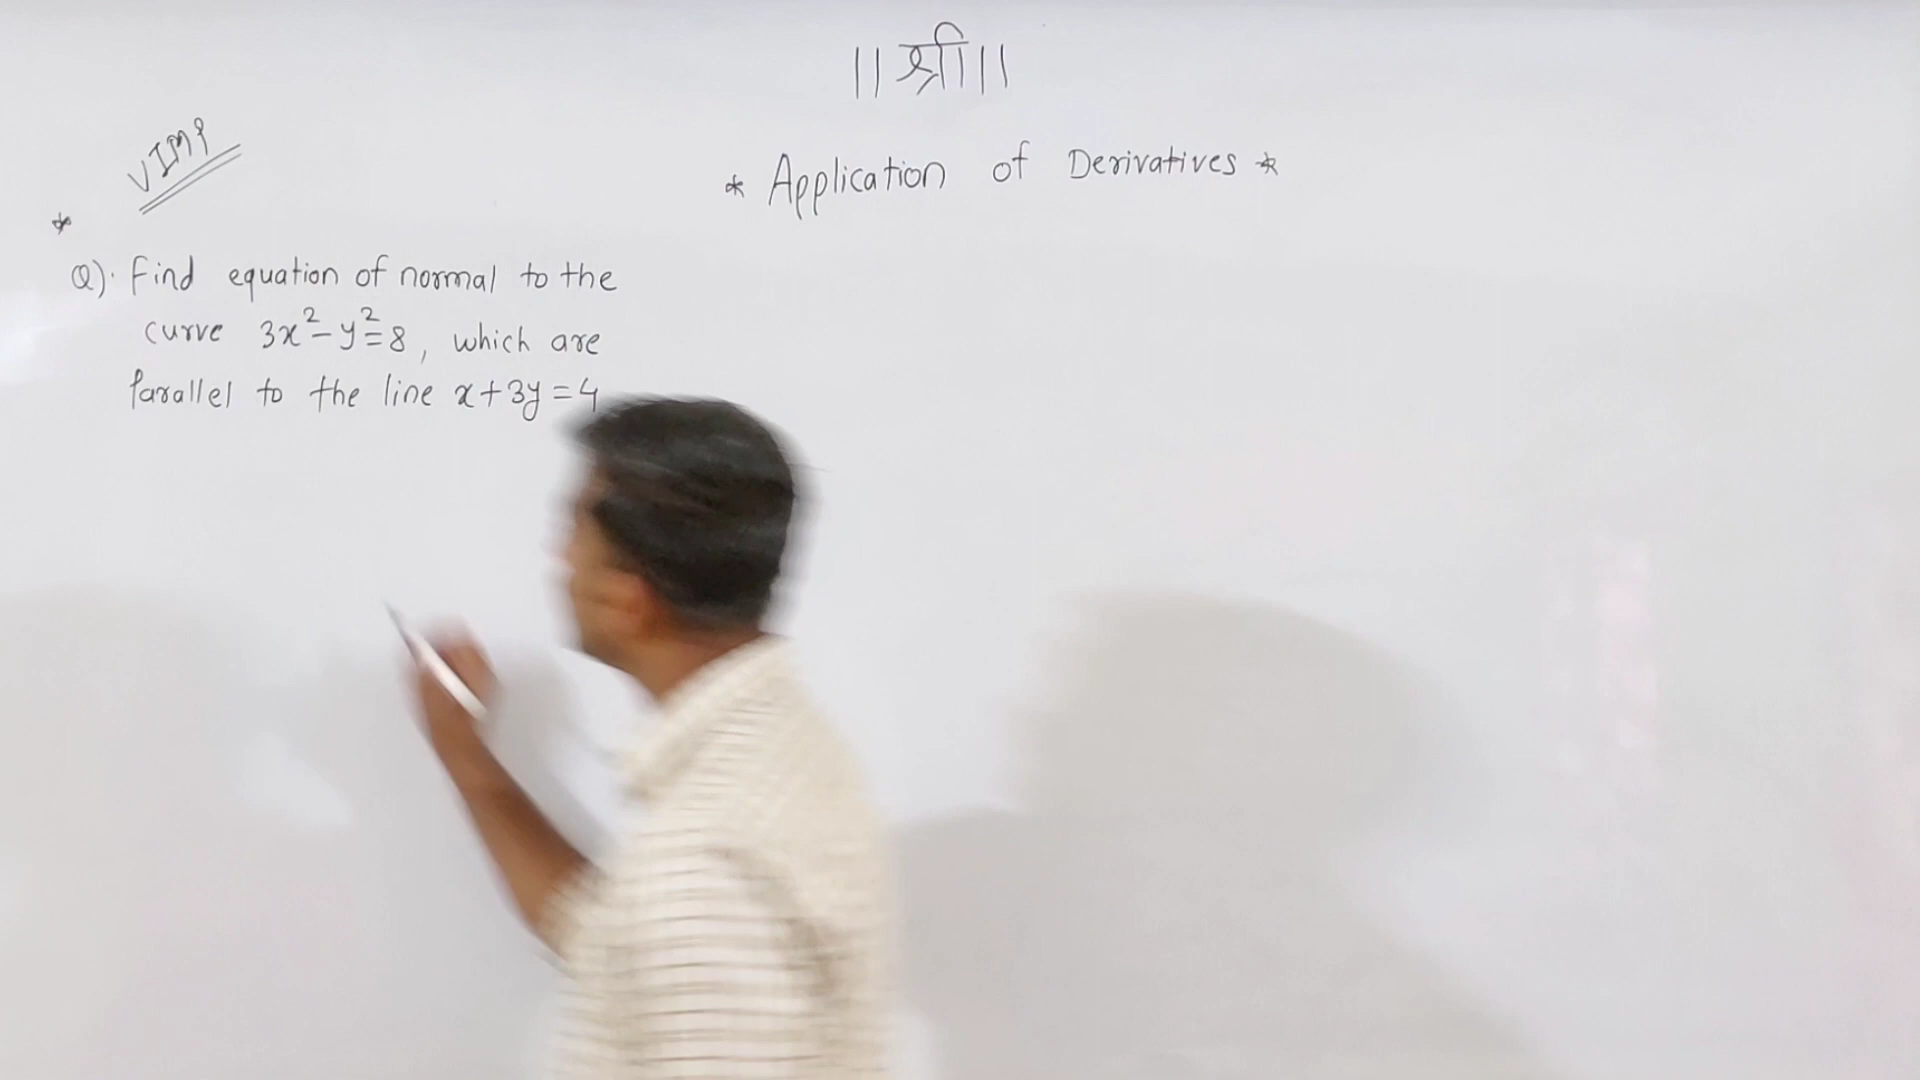 ||श्री||
VIMP
* Application of Derivatives *
*
Q). Find equation of normal to the
curve 3x²-y²=8, which are
Parallel to the line x+3y=4